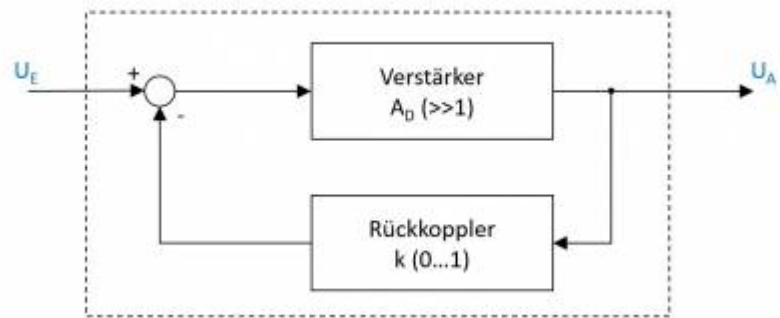 U_E
+
-
Verstärker
A_D (>>1)
U_A
Rückkoppler
k (0...1)